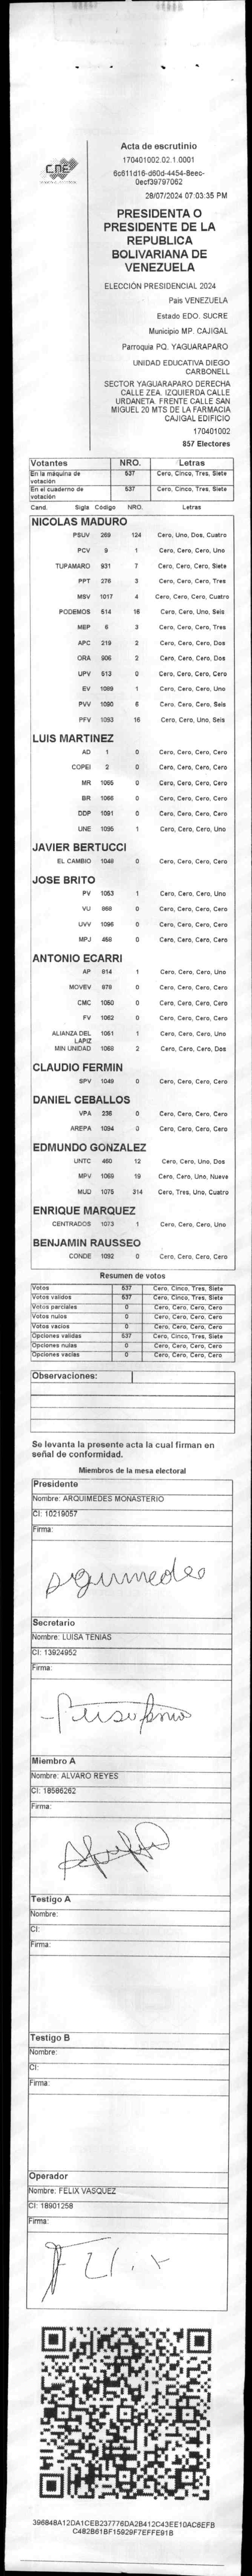 CNE
Acta de escrutinio
170401002.02.1.0001
6c611d16-d60d-4454-8eec-
0ecf39797062
28/07/2024 07:03:35 PM
PRESIDENTA O
PRESIDENTE DE LA
REPUBLICA
BOLIVARIANA DE
VENEZUELA
ELECCIÓN PRESIDENCIAL 2024
Pais VENEZUELA
Estado EDO. SUCRE
Municipio MP. CAJIGAL
Parroquia PQ. YAGUARAPARO
UNIDAD EDUCATIVA DIEGO
CARBONELL
SECTOR YAGUARAPARO DERECHA
CALLE ZEA. IZQUIERDA CALLE
URDANETA. FRENTE CALLE SAN
MIGUEL 20 MTS DE LA FARMACIA
CAJIGAL EDIFICIO
170401002
857 Electores
Votantes NRO. Letras
En la máquina de votación 537 Cero, Cinco, Tres, Siete
En el cuaderno de votación 537 Cero, Cinco, Tres, Siete
Cand. Sigla Código NRO. Letras
NICOLAS MADURO
PSUV 269 124 Cero, Uno, Dos, Cuatro
PCV 9 1 Cero, Cero, Cero, Uno
TUPAMARO 931 7 Cero, Cero, Cero, Siete
PPT 276 3 Cero, Cero, Cero, Tres
MSV 1017 4 Cero, Cero, Cero, Cuatro
PODEMOS 514 16 Cero, Cero, Uno, Seis
MEP 6 3 Cero, Cero, Cero, Tres
APC 219 2 Cero, Cero, Cero, Dos
ORA 906 2 Cero, Cero, Cero, Dos
UPV 513 0 Cero, Cero, Cero, Cero
EV 1089 1 Cero, Cero, Cero, Uno
PVV 1090 6 Cero, Cero, Cero, Seis
PFV 1093 16 Cero, Cero, Uno, Seis
LUIS MARTINEZ
AD 1 0 Cero, Cero, Cero, Cero
COPEI 2 0 Cero, Cero, Cero, Cero
MR 1065 0 Cero, Cero, Cero, Cero
BR 1066 0 Cero, Cero, Cero, Cero
DDP 1091 0 Cero, Cero, Cero, Cero
UNE 1095 1 Cero, Cero, Cero, Uno
JAVIER BERTUCCI
EL CAMBIO 1048 0 Cero, Cero, Cero, Cero
JOSE BRITO
PV 1053 1 Cero, Cero, Cero, Uno
VU 868 0 Cero, Cero, Cero, Cero
UVV 1096 0 Cero, Cero, Cero, Cero
MPJ 458 0 Cero, Cero, Cero, Cero
ANTONIO ECARRI
AP 814 1 Cero, Cero, Cero, Uno
MOVEV 979 0 Cero, Cero, Cero, Cero
CMC 1050 0 Cero, Cero, Cero, Cero
FV 1062 0 Cero, Cero, Cero, Cero
ALIANZA DEL LAPIZ 1051 1 Cero, Cero, Cero, Uno
MIN UNIDAD 1068 2 Cero, Cero, Cero, Dos
CLAUDIO FERMIN
SPV 1049 0 Cero, Cero, Cero, Cero
DANIEL CEBALLOS
VPA 236 0 Cero, Cero, Cero, Cero
AREPA 1094 0 Cero, Cero, Cero, Cero
EDMUNDO GONZALEZ
UNTC 460 12 Cero, Cero, Uno, Dos
MPV 1069 19 Cero, Cero, Uno, Nueve
MUD 1075 314 Cero, Tres, Uno, Cuatro
ENRIQUE MARQUEZ
CENTRADOS 1073 1 Cero, Cero, Cero, Uno
BENJAMIN RAUSSEO
CONDE 1092 0 Cero, Cero, Cero, Cero
Resumen de votos
Votos 537 Cero, Cinco, Tres, Siete
Votos validos 537 Cero, Cinco, Tres, Siete
Votos parciales 0 Cero, Cero, Cero, Cero
Votos nulos 0 Cero, Cero, Cero, Cero
Votos vacios 0 Cero, Cero, Cero, Cero
Opciones validas 537 Cero, Cinco, Tres, Siete
Opciones nulas 0 Cero, Cero, Cero, Cero
Opciones vacias 0 Cero, Cero, Cero, Cero
Observaciones:
Se levanta la presente acta la cual firman en
señal de conformidad.
Miembros de la mesa electoral
Presidente
Nombre: ARQUIMEDES MONASTERIO
CI: 10219057
Firma:
Secretario
Nombre: LUISA TENIAS
CI: 13924952
Firma:
Miembro A
Nombre: ALVARO REYES
CI: 18586262
Firma:
Testigo A
Nombre:
CI:
Firma:
Testigo B
Nombre:
CI:
Firma:
Operador
Nombre: FELIX VASQUEZ
CI: 18901258
Firma:
Felix
396848A12DA1CEB237776DA2B412C43EE10AC6EFB
C482B61BF15929F7EFFE91B